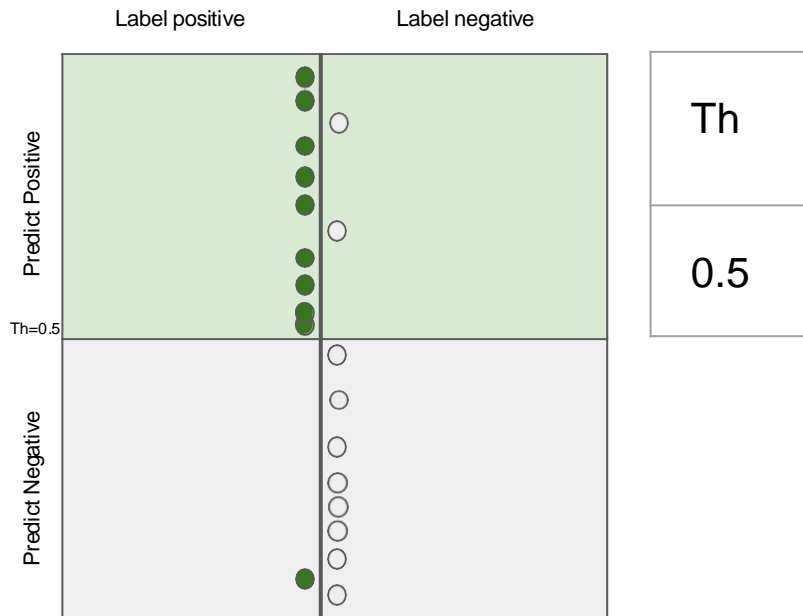 Label positive
Label negative
Predict Positive
Th
0.5
Th=0.5
Predict Negative